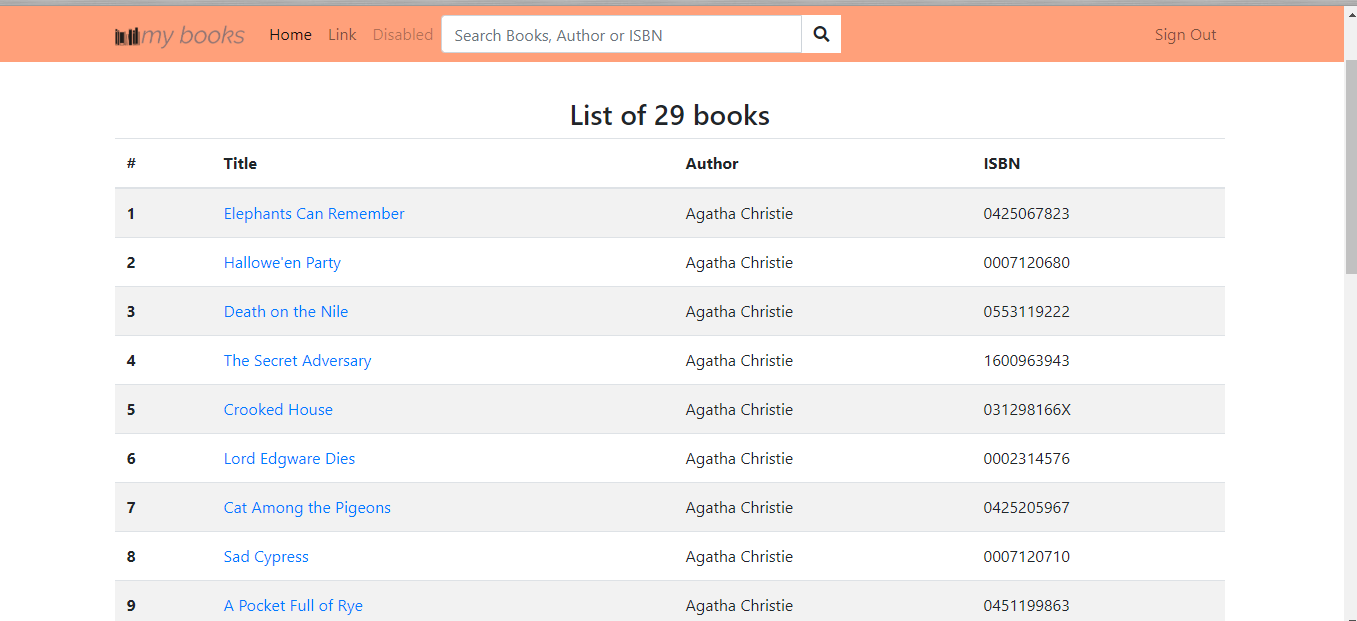 my books Home Link Disabled Search Books, Author or ISBN Sign Out
List of 29 books
# Title Author ISBN
1 Elephants Can Remember Agatha Christie 0425067823
2 Hallowe'en Party Agatha Christie 0007120680
3 Death on the Nile Agatha Christie 0553119222
4 The Secret Adversary Agatha Christie 1600963943
5 Crooked House Agatha Christie 031298166X
6 Lord Edgware Dies Agatha Christie 0002314576
7 Cat Among the Pigeons Agatha Christie 0425205967
8 Sad Cypress Agatha Christie 0007120710
9 A Pocket Full of Rye Agatha Christie 0451199863